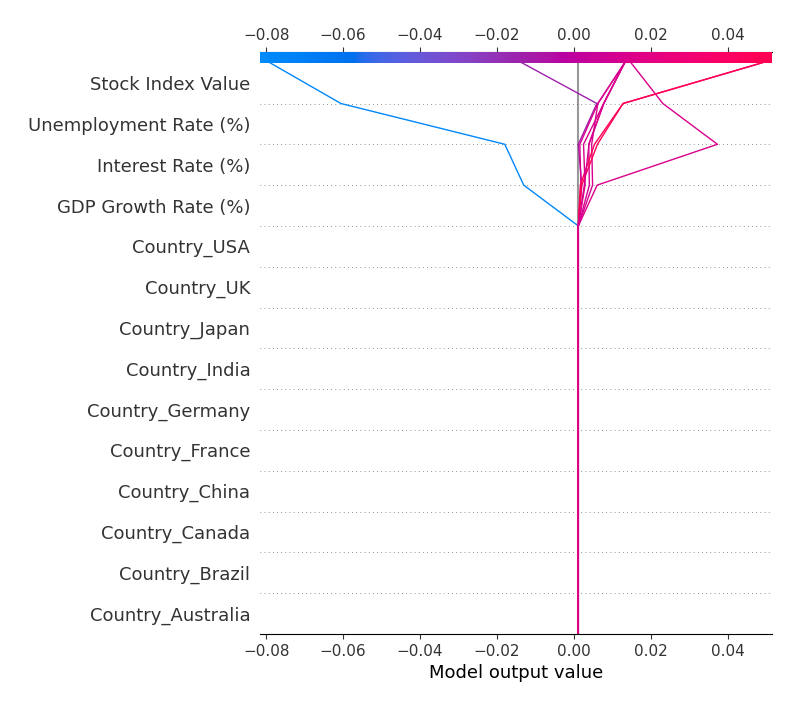 −0.08 −0.06 −0.04 −0.02 0.00 0.02 0.04
Stock Index Value
Unemployment Rate (%)
Interest Rate (%)
GDP Growth Rate (%)
Country_USA
Country_UK
Country_Japan
Country_India
Country_Germany
Country_France
Country_China
Country_Canada
Country_Brazil
Country_Australia
−0.08 −0.06 −0.04 −0.02 0.00 0.02 0.04
Model output value